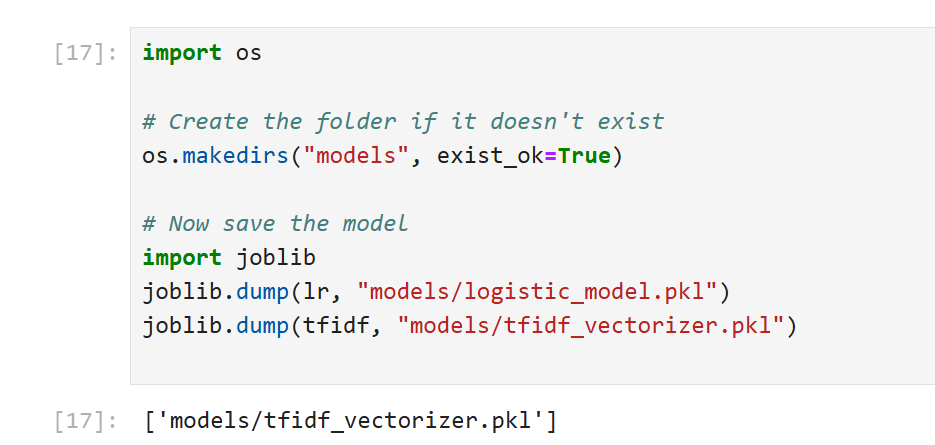 [17]: import os
# Create the folder if it doesn't exist
os.makedirs("models", exist_ok=True)
# Now save the model
import joblib
joblib.dump(lr, "models/logistic_model.pkl")
joblib.dump(tfidf, "models/tfidf_vectorizer.pkl")
[17]: ['models/tfidf_vectorizer.pkl']